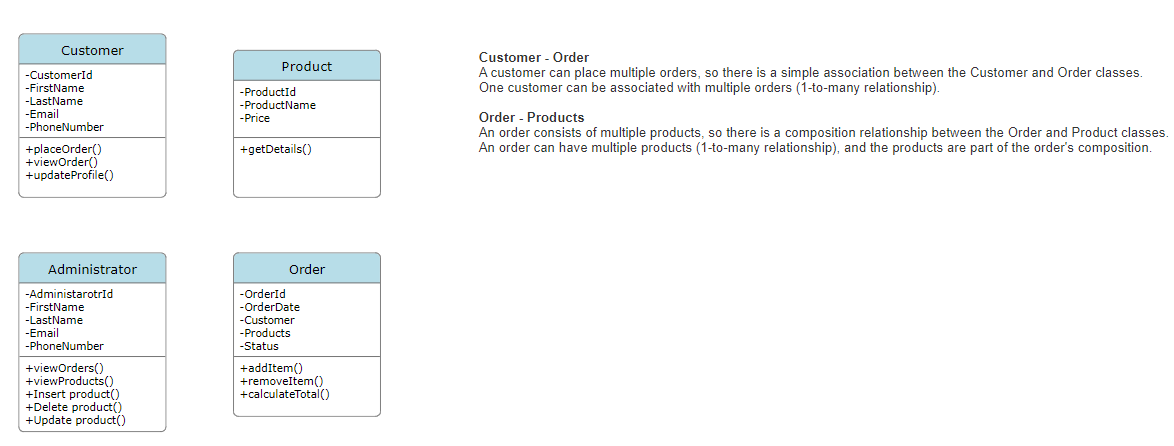 Customer
-CustomerId
-FirstName
-LastName
-Email
-PhoneNumber
+placeOrder()
+viewOrder()
+updateProfile()
Product
-ProductId
-ProductName
-Price
+getDetails()
Customer - Order
A customer can place multiple orders, so there is a simple association between the Customer and Order classes.
One customer can be associated with multiple orders (1-to-many relationship).
Order - Products
An order consists of multiple products, so there is a composition relationship between the Order and Product classes.
An order can have multiple products (1-to-many relationship), and the products are part of the order's composition.
Administrator
-AdministarotrId
-FirstName
-LastName
-Email
-PhoneNumber
+viewOrders()
+viewProducts()
+Insert product()
+Delete product()
+Update product()
Order
-OrderId
-OrderDate
-Customer
-Products
-Status
+addItem()
+removeItem()
+calculateTotal()